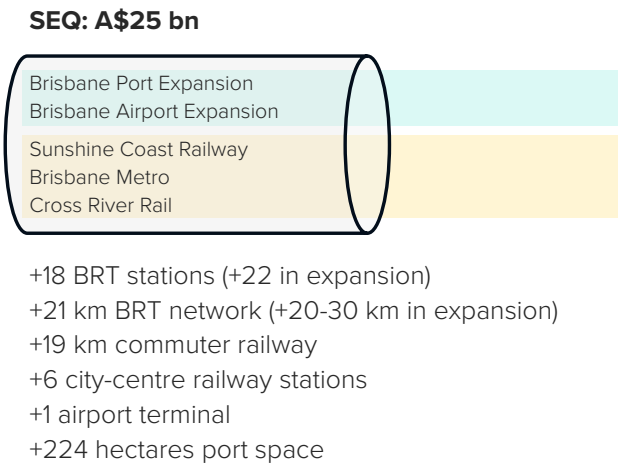 SEQ: A$25 bn
Brisbane Port Expansion
Brisbane Airport Expansion
Sunshine Coast Railway
Brisbane Metro
Cross River Rail
+18 BRT stations (+22 in expansion)
+21 km BRT network (+20-30 km in expansion)
+19 km commuter railway
+6 city-centre railway stations
+1 airport terminal
+224 hectares port space